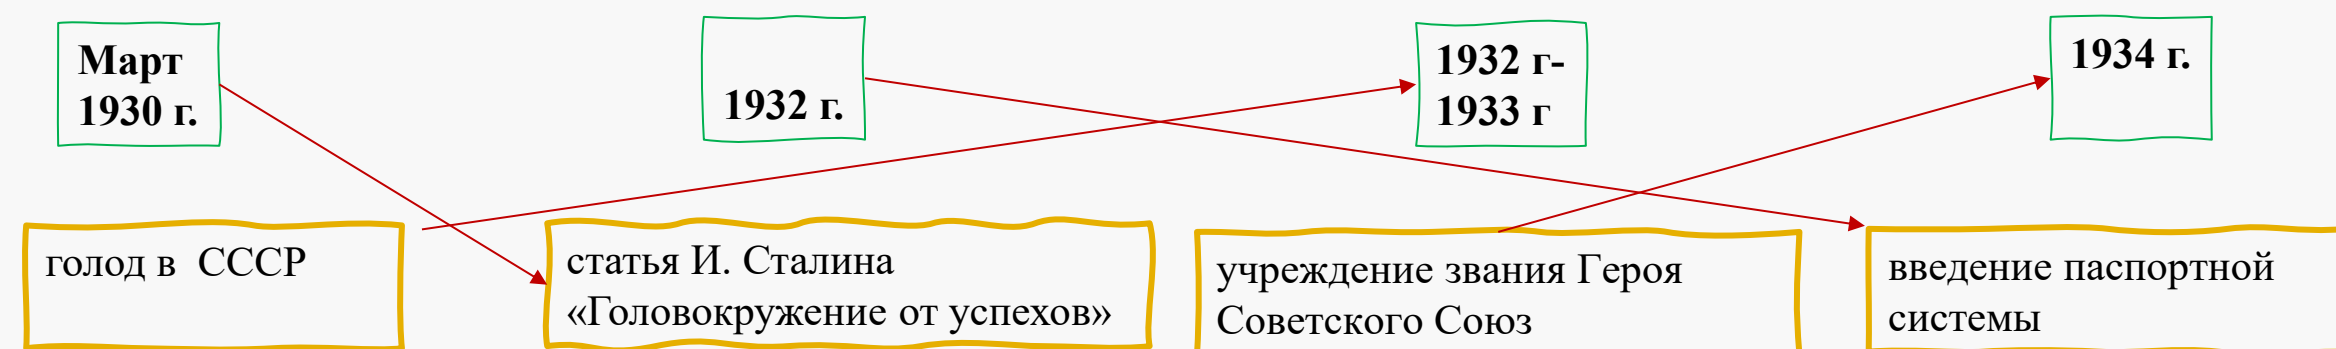 Март
1930 г.
1932 г.
1932 г-
1933 г
1934 г.
голод в  СССР
статья И. Сталина
«Головокружение от успехов»
учреждение звания Героя
Советского Союз
введение паспортной
системы